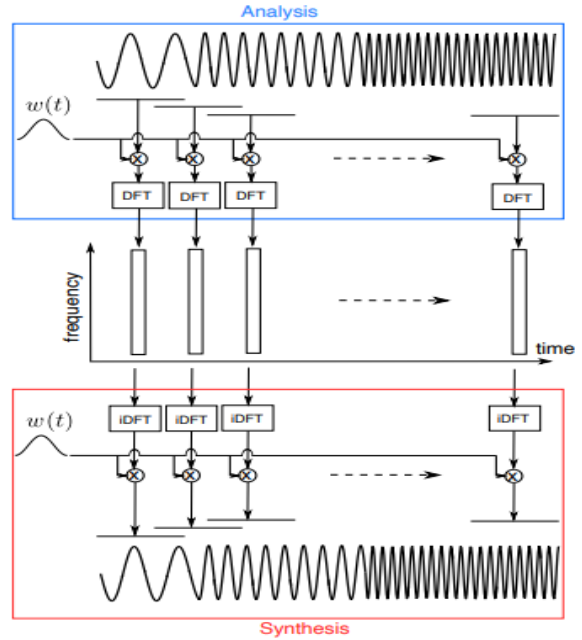 Analysis
w(t)
X X X X
DFT DFT DFT DFT
frequency
time
iDFT iDFT iDFT iDFT
w(t)
X X X X
Synthesis